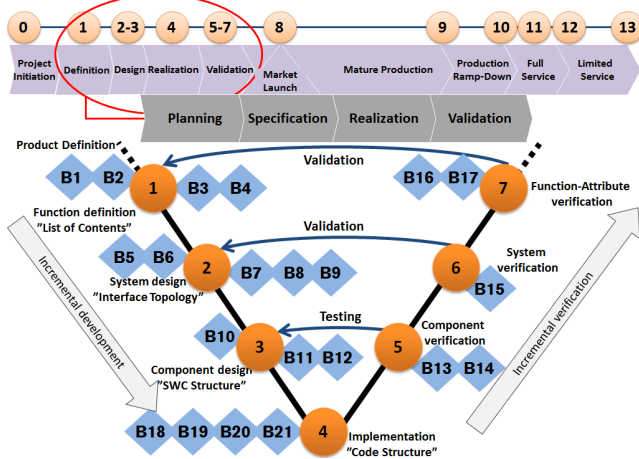 0 1 2-3 4 5-7 8 9 10 11 12 13
Project Initiation
Definition
Design
Realization
Validation
Market Launch
Mature Production
Production Ramp-Down
Full Service
Limited Service
Planning Specification Realization Validation
Product Definition
Validation
B1 B2 1 B3 B4
B16 B17 7
Function definition
"List of Contents"
Function-Attribute
verification
Validation
B5 B6 2 B7 B8 B9
6 B15
System design
"Interface Topology"
System
verification
Testing
B10 3 B11 B12
5 B13 B14
Component design
"SWC Structure"
Component
verification
B18 B19 B20 B21 4
Implementation
"Code Structure"
Incremental development
Incremental verification